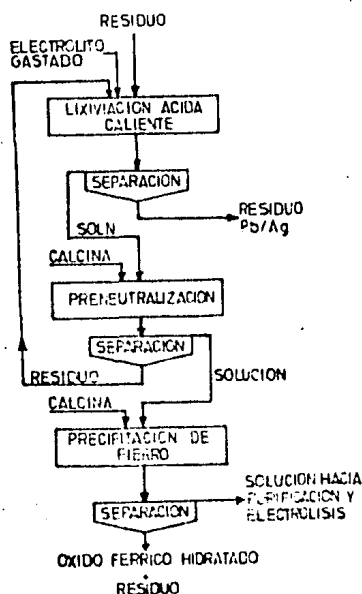 RESIDUO
ELECTROLITO
GASTADO
LIXIVIACION ACIDA
CALIENTE
SEPARACION
RESIDUO
Pb/Ag
SOLN
CALCINA
PRENEUTRALIZACION
SEPARACION
RESIDUO
SOLUCION
CALCINA
PRECIPITACION DE
FIERRO
SEPARACION
SOLUCION HACIA
PURIFICACION Y
ELECTROLISIS
OXIDO FERRICO HIDRATADO
RESIDUO